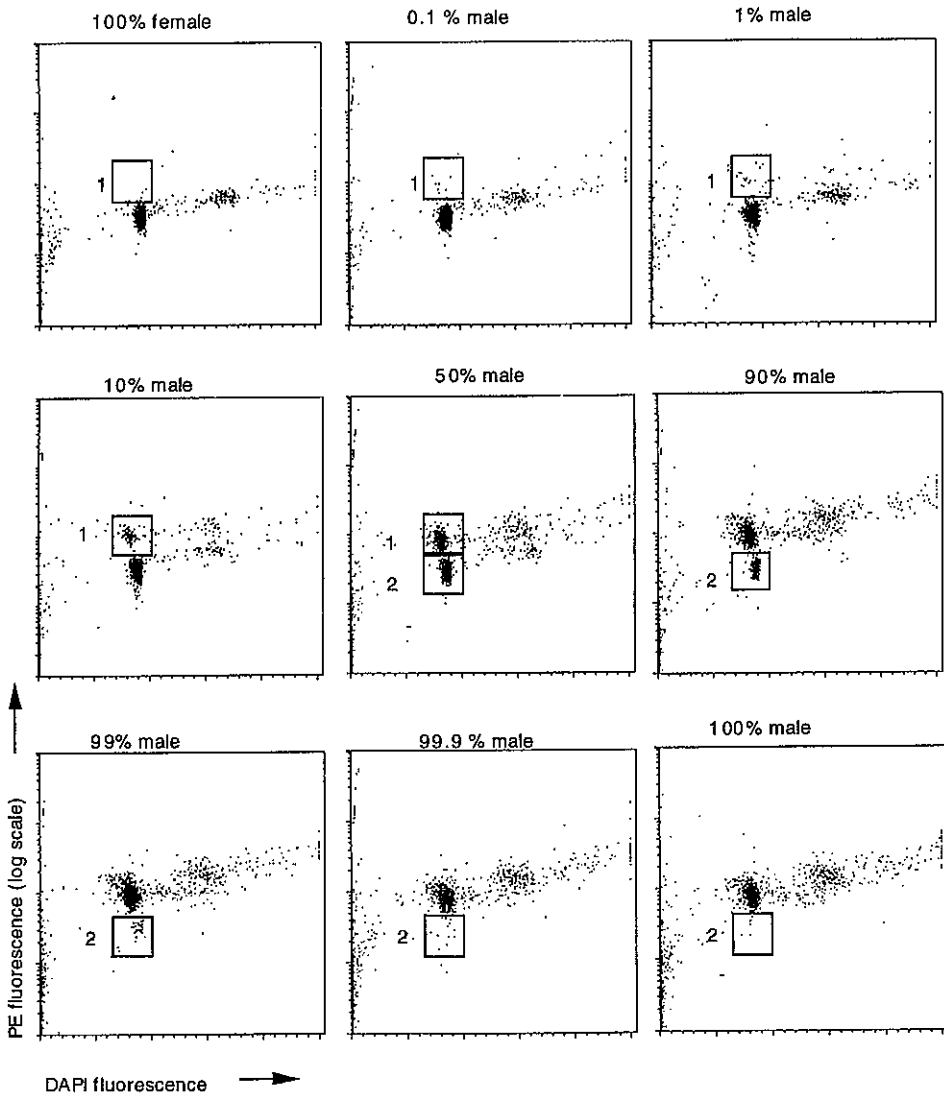 100% female
0.1 % male
1% male
1
1
1
10% male
50% male
90% male
1
1
2
2
99% male
99.9 % male
100% male
2
2
2
PE fluorescence (log scale)
DAPI fluorescence